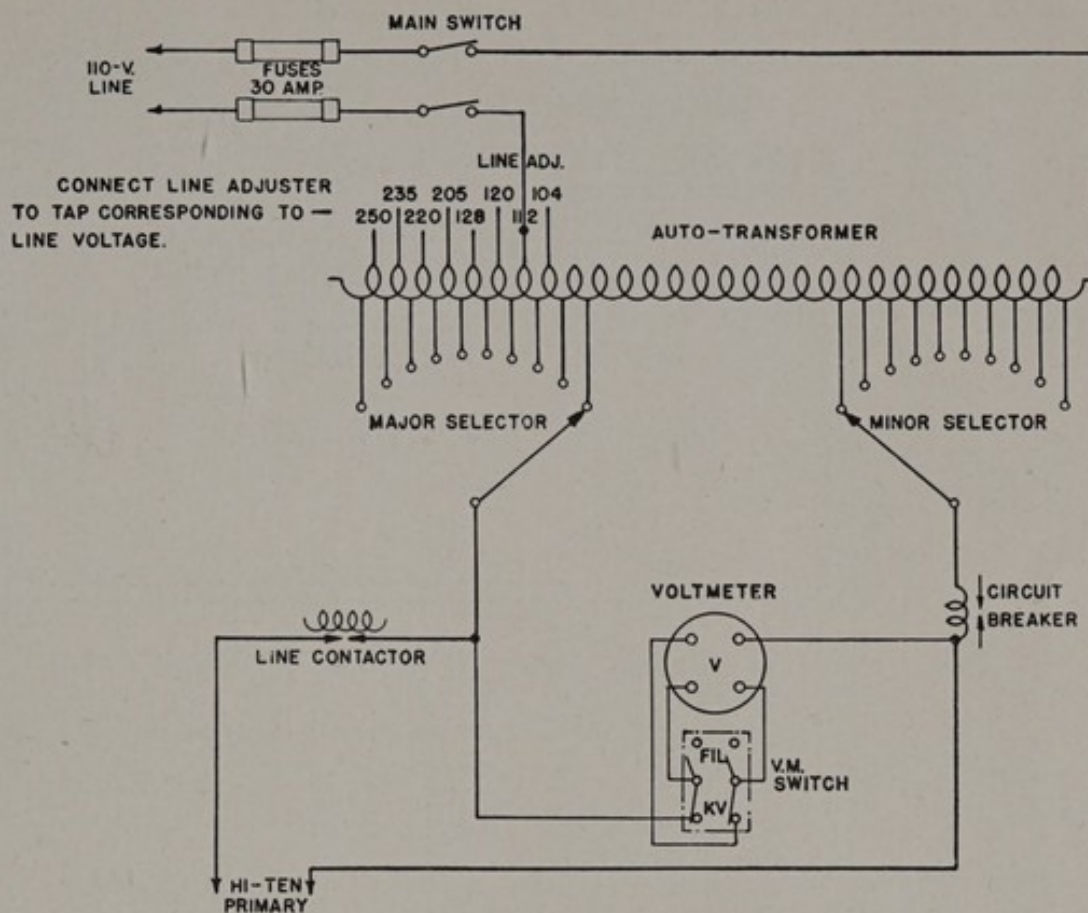 MAIN SWITCH
110-V.
LINE
FUSES
30 AMP.
LINE ADJ.
CONNECT LINE ADJUSTER
TO TAP CORRESPONDING TO —
LINE VOLTAGE.
235 205 120 104
250 220 128 112
AUTO-TRANSFORMER
MAJOR SELECTOR
MINOR SELECTOR
VOLTMETER
V
CIRCUIT
BREAKER
LINE CONTACTOR
FIL.
KV
V.M.
SWITCH
HI-TEN
PRIMARY